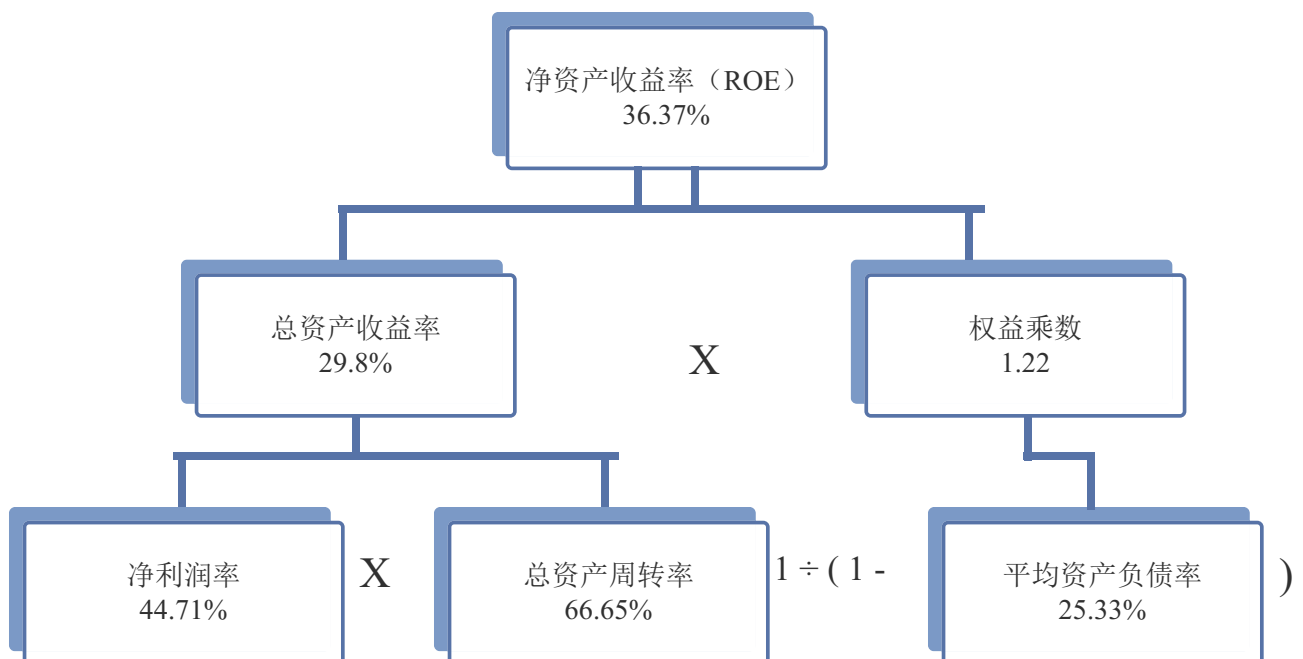 净资产收益率（ROE）
36.37%
总资产收益率
29.8%
X
权益乘数
1.22
净利润率
44.71%
X
总资产周转率
66.65%
1 ÷ ( 1 -
平均资产负债率
25.33%
)